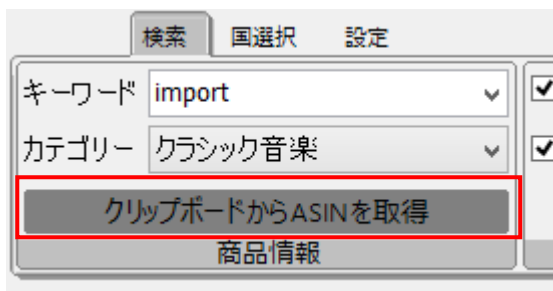 検索 国選択 設定
キーワード import
カテゴリー クラシック音楽
クリップボードからASINを取得
商品情報